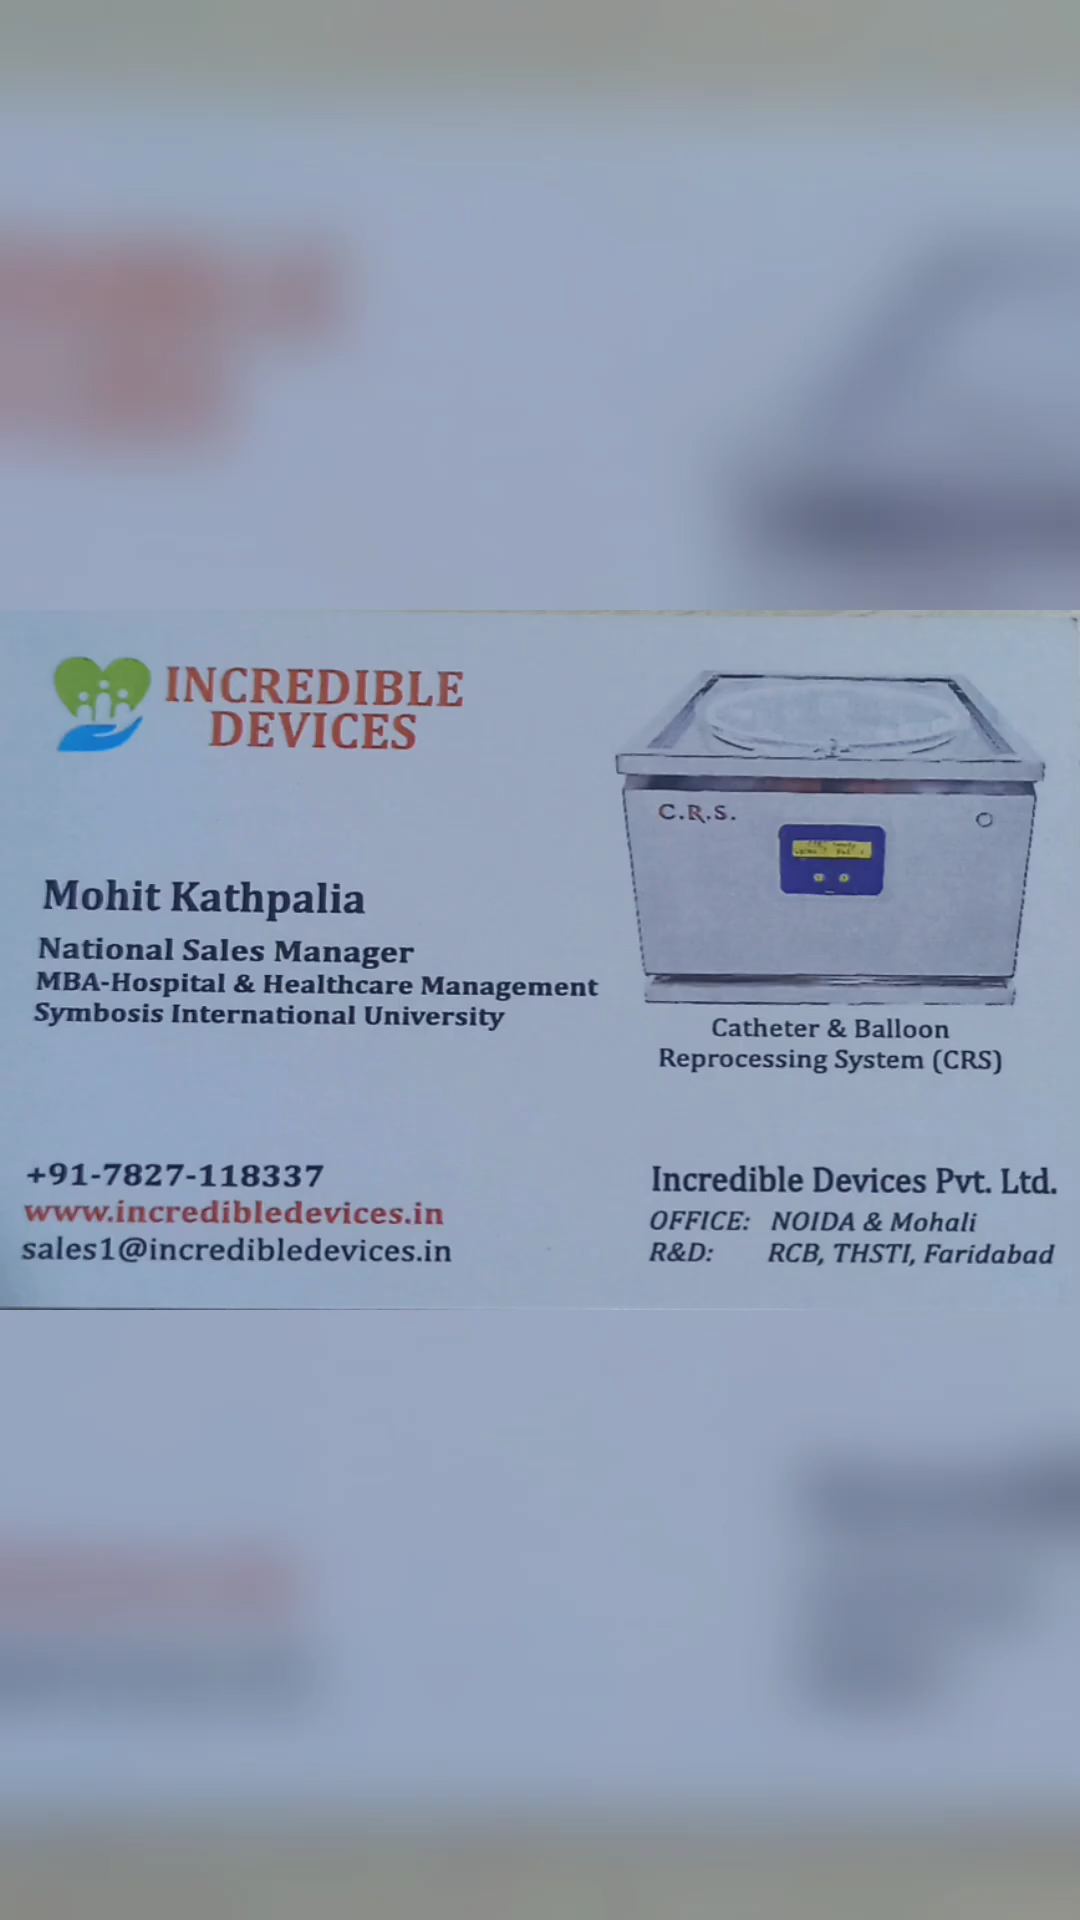 INCREDIBLE
DEVICES
C.R.S.
Mohit Kathpalia
National Sales Manager
MBA-Hospital & Healthcare Management
Symbosis International University
Catheter & Balloon
Reprocessing System (CRS)
+91-7827-118337
www.incredibledevices.in
sales1@incredibledevices.in
Incredible Devices Pvt. Ltd.
OFFICE: NOIDA & Mohali
R&D: RCB, THSTI, Faridabad